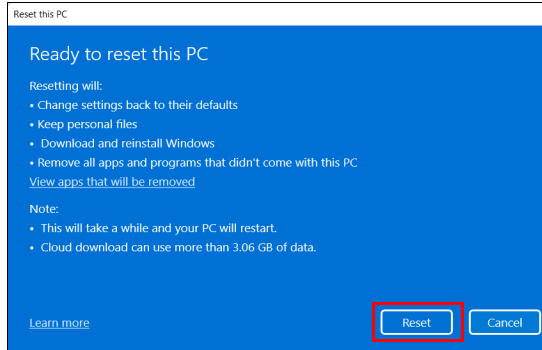 Reset this PC
Ready to reset this PC
Resetting will:
• Change settings back to their defaults
• Keep personal files
• Download and reinstall Windows
• Remove all apps and programs that didn't come with this PC
View apps that will be removed
Note:
• This will take a while and your PC will restart.
• Cloud download can use more than 3.06 GB of data.
Learn more
Reset
Cancel